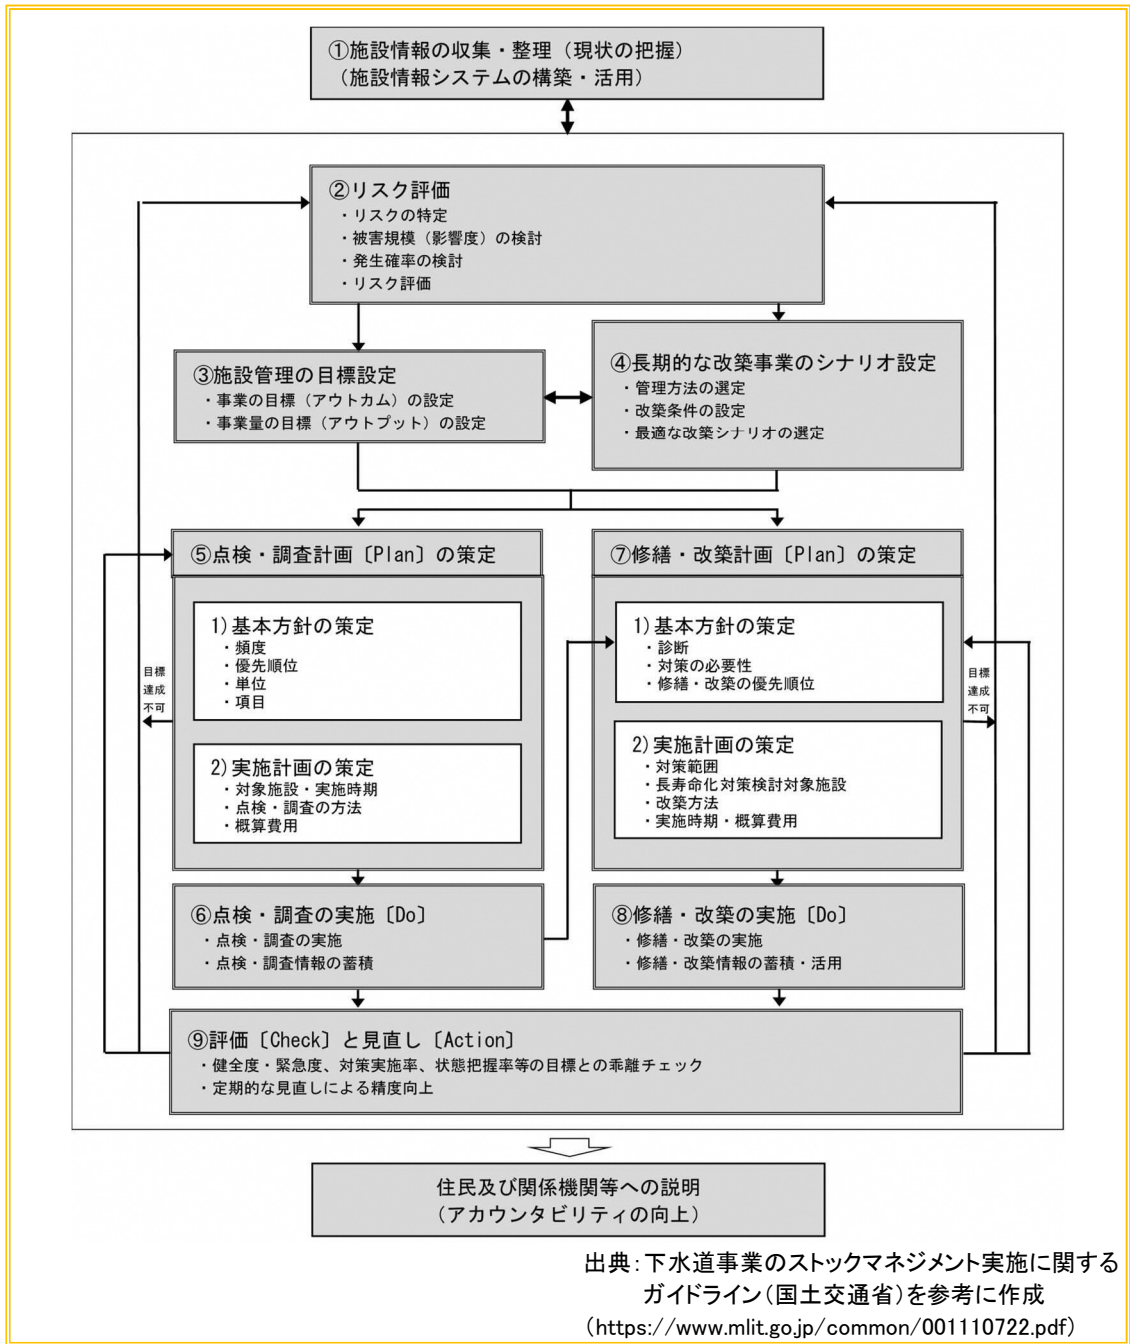 ①施設情報の収集・整理（現状の把握）
（施設情報システムの構築・活用）
②リスク評価
・リスクの特定
・被害規模（影響度）の検討
・発生確率の検討
・リスク評価
③施設管理の目標設定
・事業の目標（アウトカム）の設定
・事業量の目標（アウトプット）の設定
④長期的な改築事業のシナリオ設定
・管理方法の選定
・改築条件の設定
・最適な改築シナリオの選定
⑤点検・調査計画〔Plan〕の策定
1)基本方針の策定
・頻度
・優先順位
・単位
・項目
2)実施計画の策定
・対象施設・実施時期
・点検・調査の方法
・概算費用
目標
達成
不可
⑦修繕・改築計画〔Plan〕の策定
1)基本方針の策定
・診断
・対策の必要性
・修繕・改築の優先順位
2)実施計画の策定
・対策範囲
・長寿命化対策検討対象施設
・改築方法
・実施時期・概算費用
目標
達成
不可
⑥点検・調査の実施〔Do〕
・点検・調査の実施
・点検・調査情報の蓄積
⑧修繕・改築の実施〔Do〕
・修繕・改築の実施
・修繕・改築情報の蓄積・活用
⑨評価〔Check〕と見直し〔Action〕
・健全度・緊急度、対策実施率、状態把握率等の目標との乖離チェック
・定期的な見直しによる精度向上
住民及び関係機関等への説明
（アカウンタビリティの向上）
出典：下水道事業のストックマネジメント実施に関する
ガイドライン（国土交通省）を参考に作成
（https://www.mlit.go.jp/common/001110722.pdf）